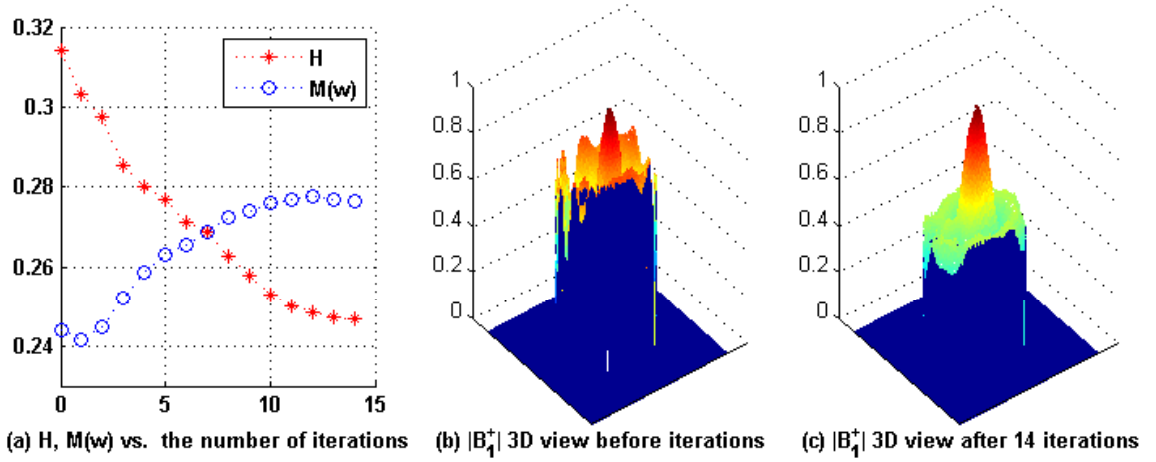 0.32
0.3
0.28
0.26
0.24
0 5 10 15
H
M(w)
(a) H, M(w) vs. the number of iterations
1
0.8
0.6
0.4
0.2
0
(b) |B₁⁺| 3D view before iterations
1
0.8
0.6
0.4
0.2
0
(c) |B₁⁺| 3D view after 14 iterations